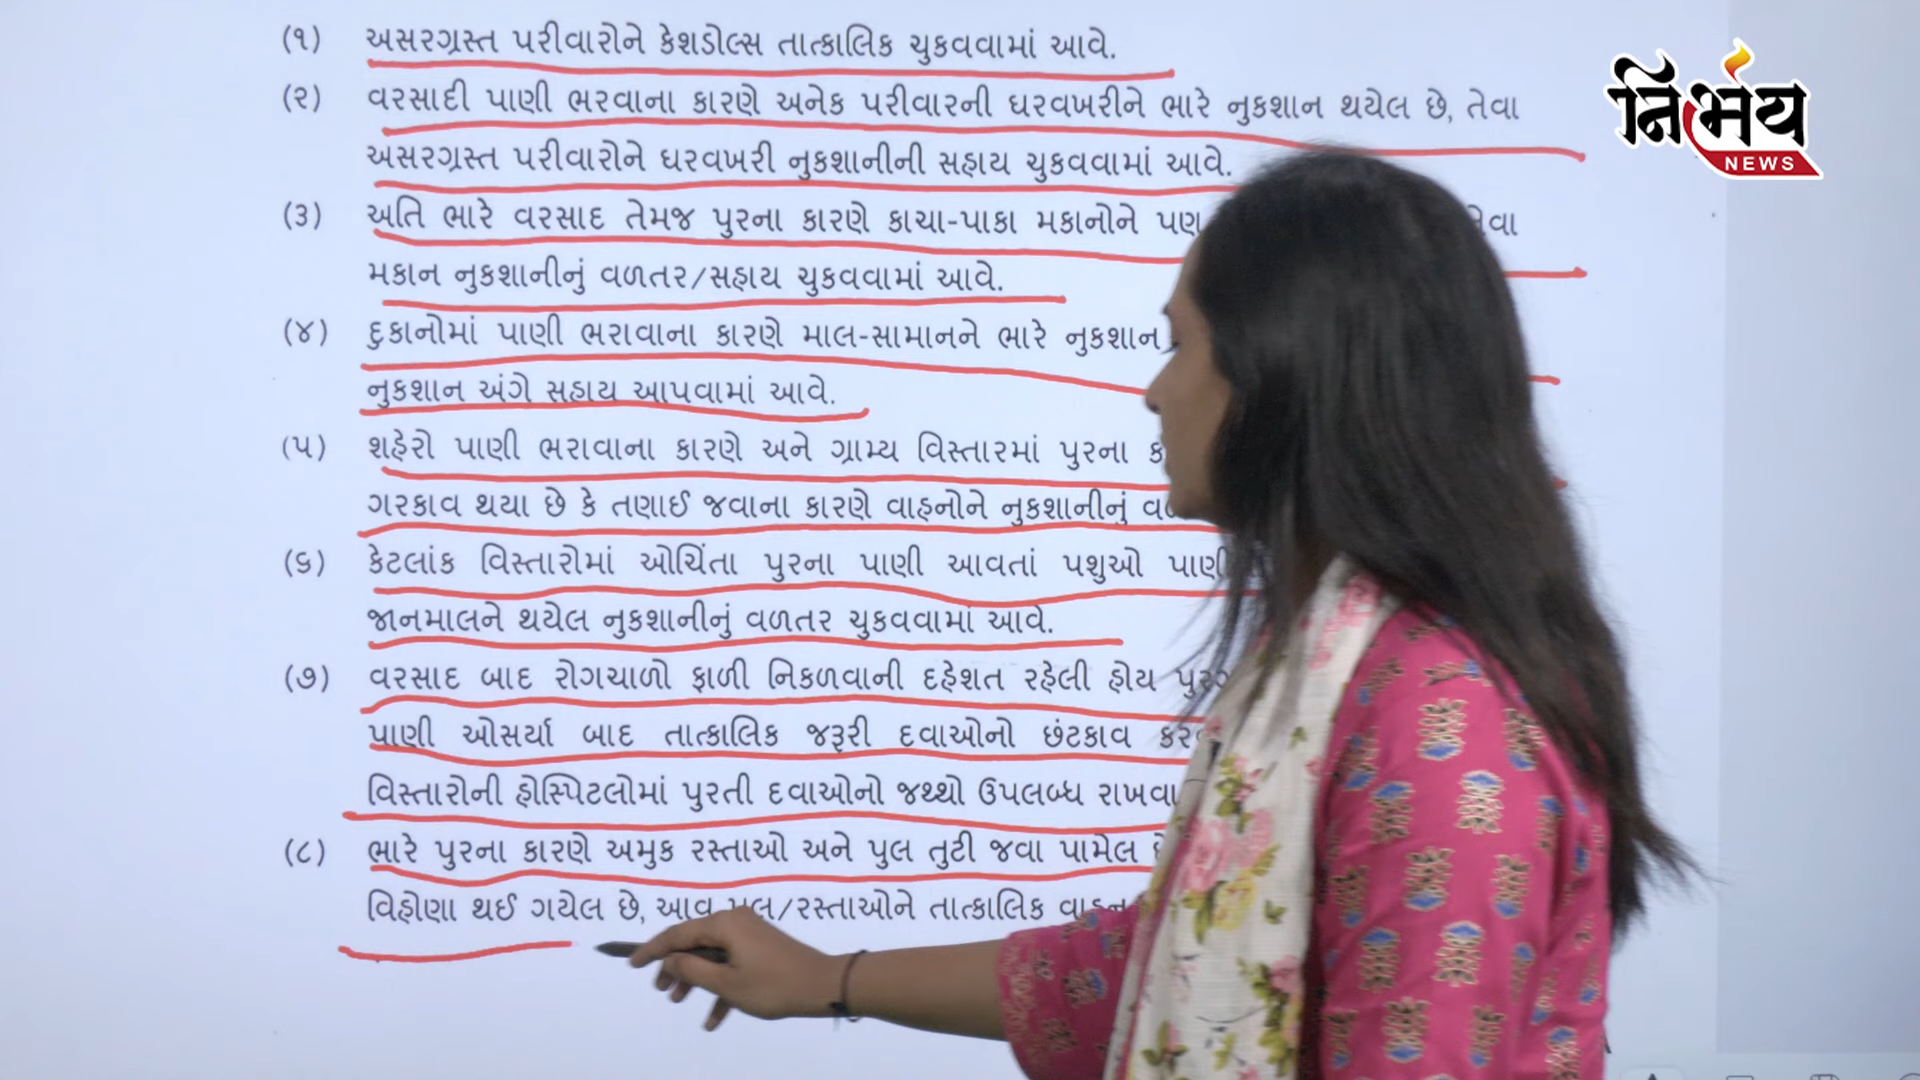 (૧) અસરગ્રસ્ત પરીવારોને કેશડોલ્સ તાત્કાલિક ચુકવવામાં આવે.
(૨) વરસાદી પાણી ભરવાના કારણે અનેક પરીવારની ઘરવખરીને ભારે નુકશાન થયેલ છે, તેવા
અસરગ્રસ્ત પરીવારોને ઘરવખરી નુકશાનીની સહાય ચુકવવામાં આવે.
(૩) અતિ ભારે વરસાદ તેમજ પુરના કારણે કાચા-પાકા મકાનોને પણ
મકાન નુકશાનીનું વળતર/સહાય ચુકવવામાં આવે.
(૪) દુકાનોમાં પાણી ભરાવાના કારણે માલ-સામાનને ભારે નુકશાન
નુકશાન અંગે સહાય આપવામાં આવે.
(૫) શહેરો પાણી ભરાવાના કારણે અને ગ્રામ્ય વિસ્તારમાં પુરના
ગરકાવ થયા છે કે તણાઈ જવાના કારણે વાહનોને નુકશાનીનું
(૬) કેટલાંક વિસ્તારોમાં ઓચિંતા પુરના પાણી આવતાં પશુઓ પાણી
જાનમાલને થયેલ નુકશાનીનું વળતર ચુકવવામાં આવે.
(૭) વરસાદ બાદ રોગચાળો ફાળી નિકળવાની દહેશત રહેલી હોય
પાણી ઓસર્યા બાદ તાત્કાલિક જરૂરી દવાઓનો છંટકાવ
વિસ્તારોની હોસ્પિટલોમાં પુરતી દવાઓનો જથ્થો ઉપલબ્ધ
(૮) ભારે પુરના કારણે અમુક રસ્તાઓ અને પુલ તુટી જવા પામેલ
વિહોણા થઈ ગયેલ છે, /રસ્તાઓને તાત્કાલિક
નિર્ભય
NEWS